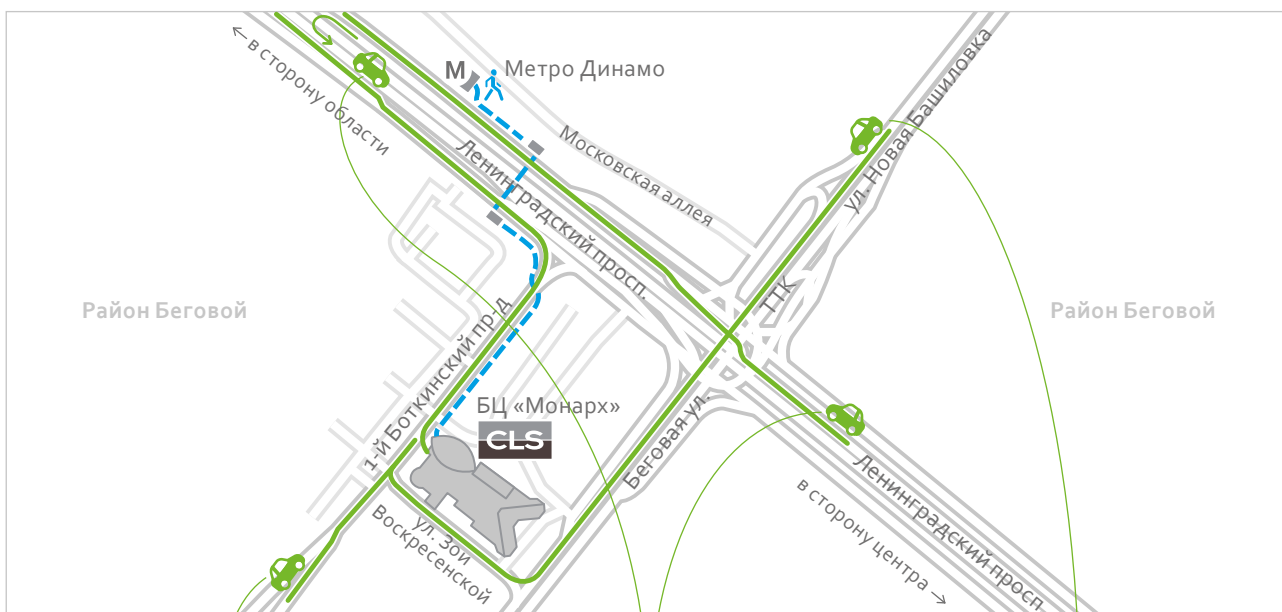 ← в сторону области
М
Метро Динамо
Московская аллея
Ленинградский просп.
ул. Новая Башиловка
ТТК
Район Беговой
Район Беговой
1-й Боткинский пр-д
БЦ «Монарх»
CLS
Беговая ул.
ул. Зои
Воскресенской
Ленинградский просп.
в сторону центра →